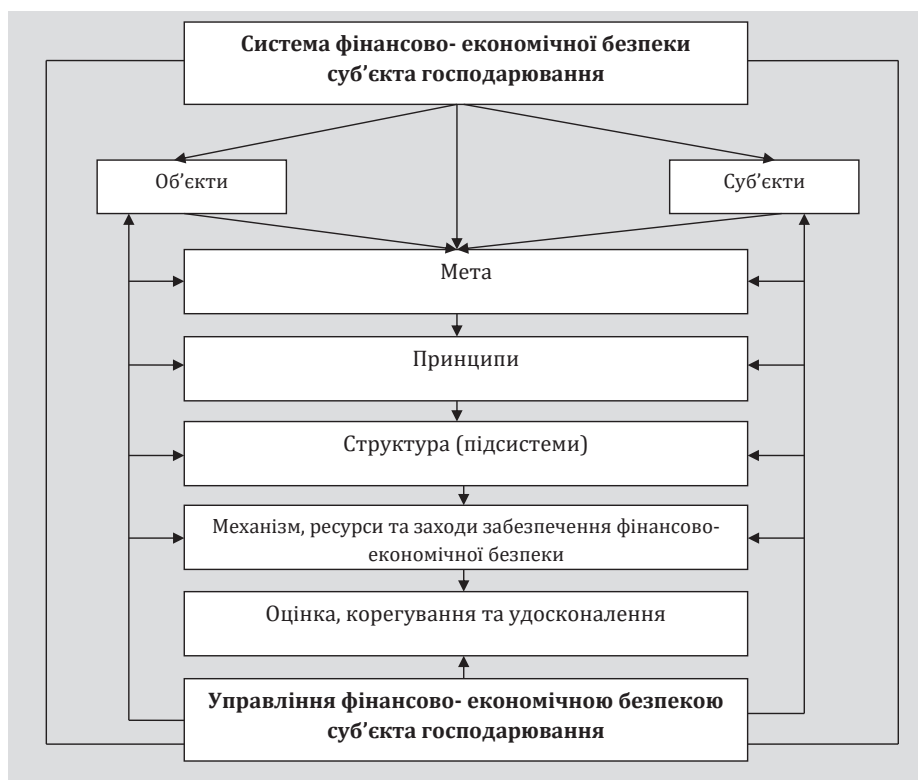 Система фінансово- економічної безпеки
суб’єкта господарювання
Об’єкти
Суб’єкти
Мета
Принципи
Структура (підсистеми)
Механізм, ресурси та заходи забезпечення фінансово-
економічної безпеки
Оцінка, корегування та удосконалення
Управління фінансово- економічною безпекою
суб’єкта господарювання